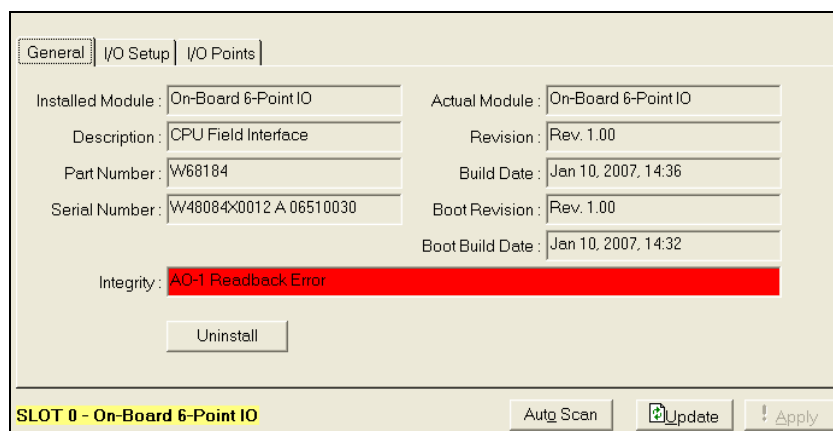 General I/O Setup I/O Points
Installed Module : On-Board 6-Point IO Actual Module : On-Board 6-Point IO
Description : CPU Field Interface Revision : Rev. 1.00
Part Number : W68184 Build Date : Jan 10, 2007, 14:36
Serial Number : W48084X0012 A 06510030 Boot Revision : Rev. 1.00
Boot Build Date : Jan 10, 2007, 14:32
Integrity : AO-1 Readback Error
Uninstall
SLOT 0 - On-Board 6-Point IO Auto Scan Update ! Apply